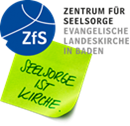 ZfS
ZENTRUM FÜR
SEELSORGE
EVANGELISCHE
LANDESKIRCHE
IN BADEN
SEELSORGE
IST
KIRCHE